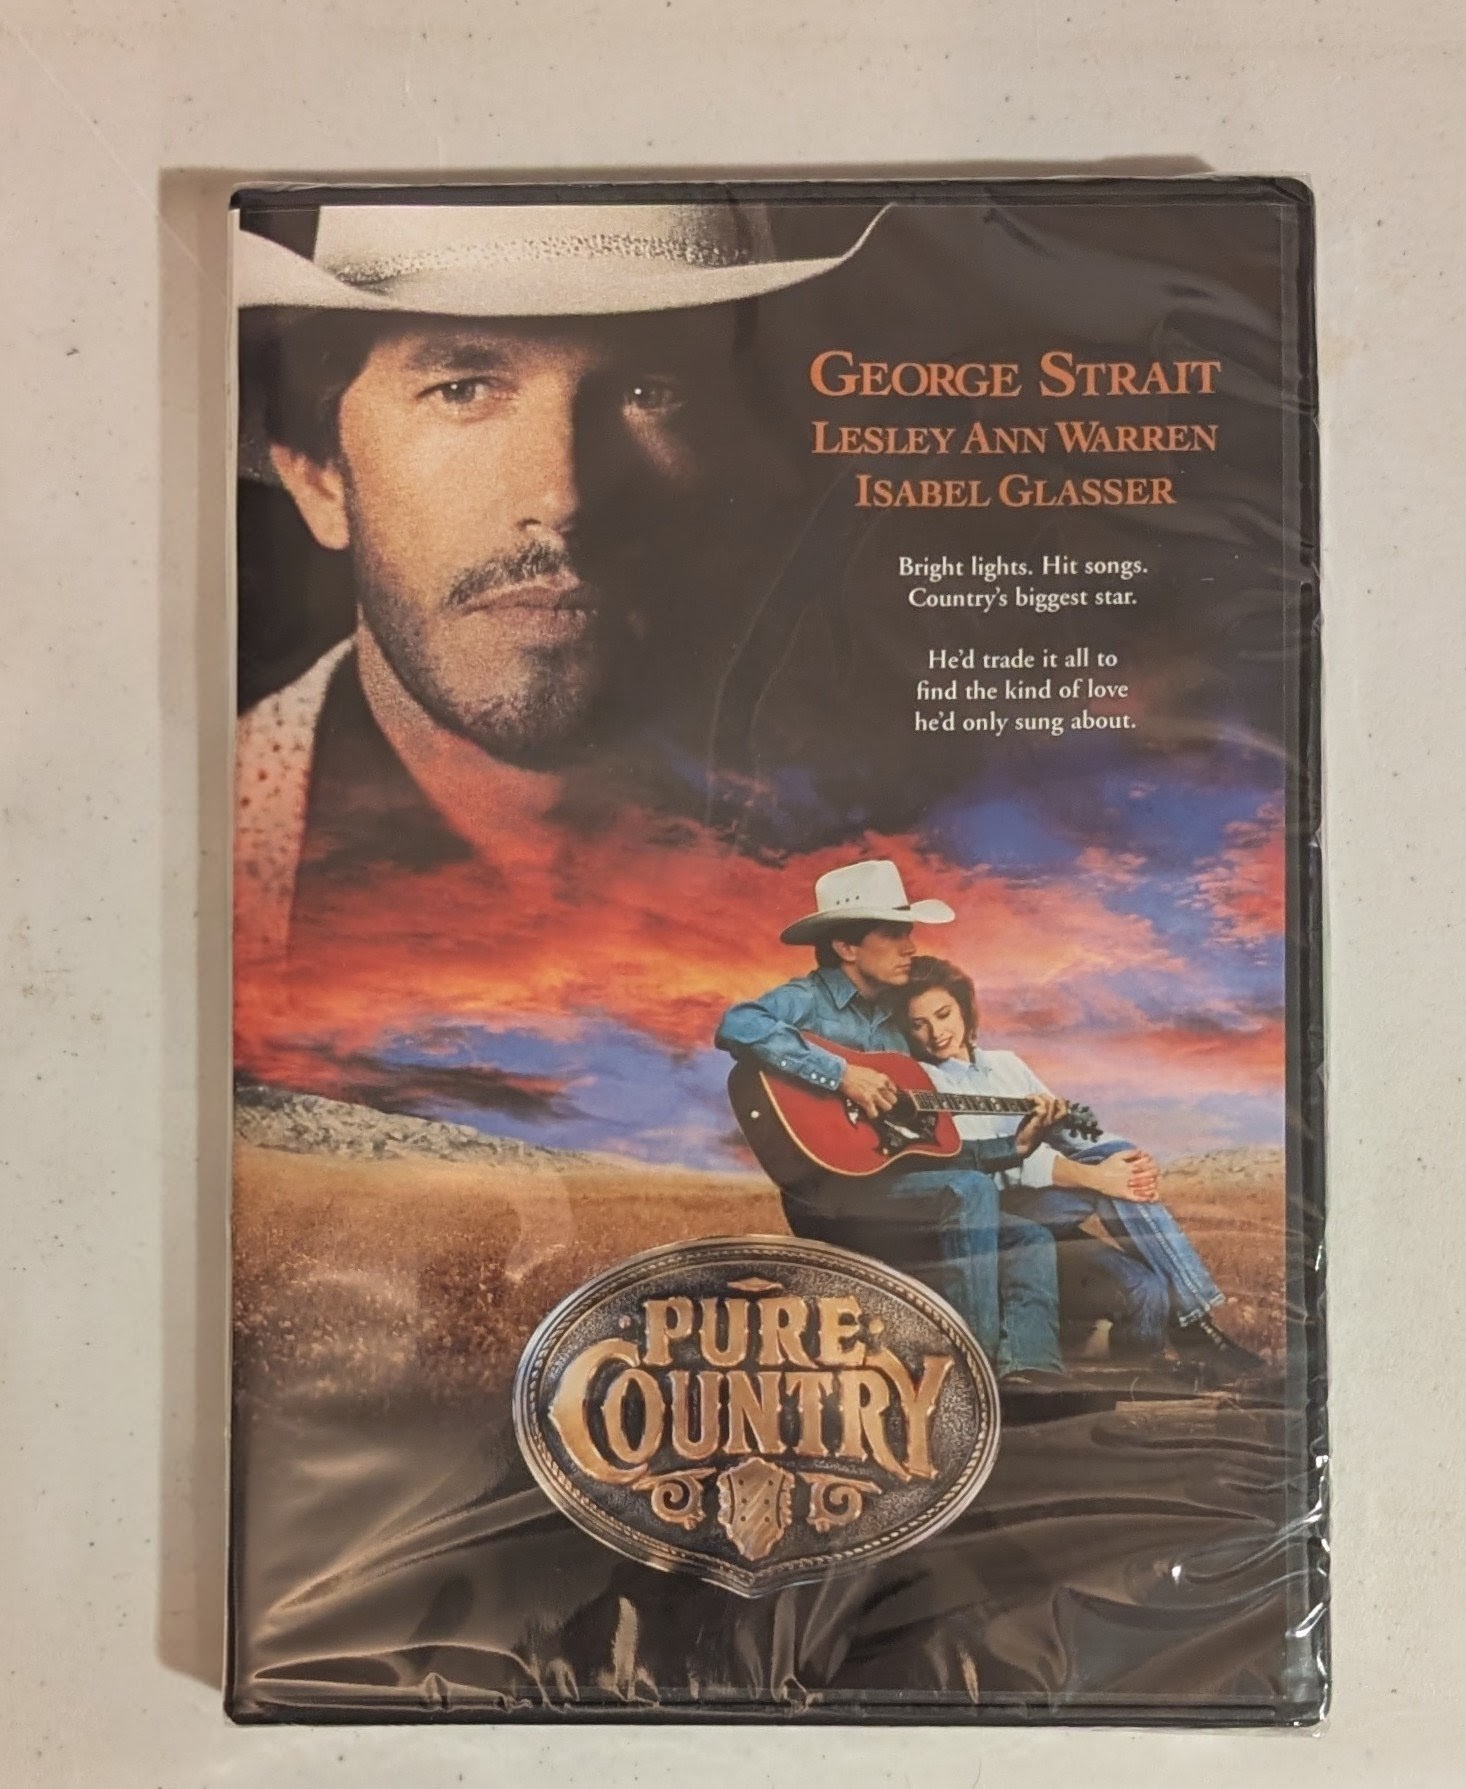 GEORGE STRAIT
LESLEY ANN WARREN
ISABEL GLASSER
Bright lights. Hit songs.
Country's biggest star.
He'd trade it all to
find the kind of love
he'd only sung about.
PURE
COUNTRY